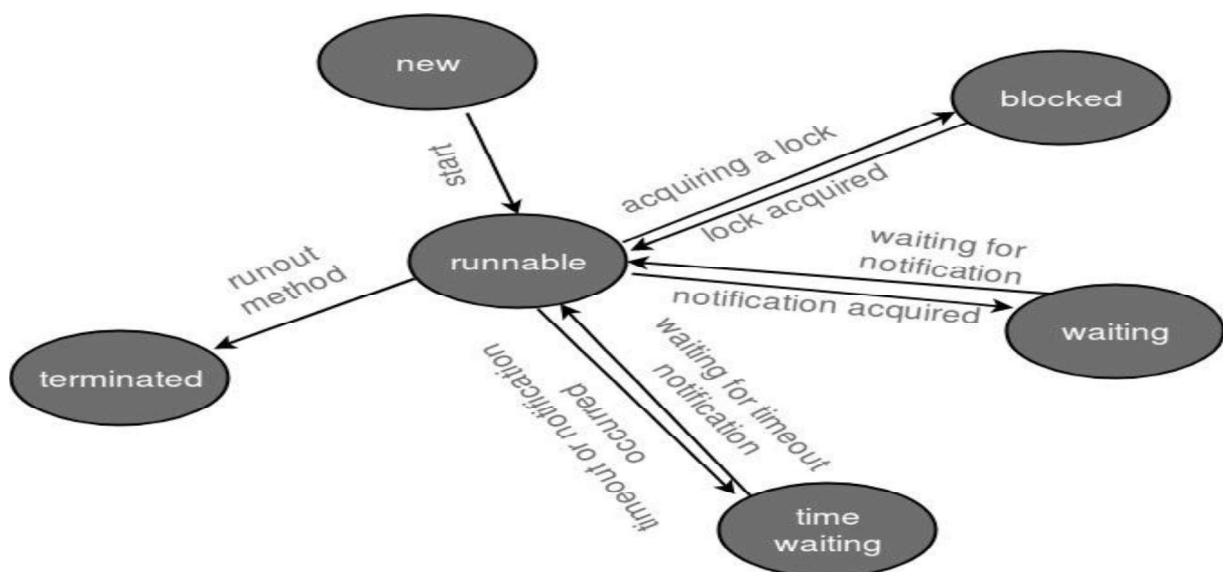 new
blocked
start
acquiring a lock
lock acquired
waiting for
notification
runnable
runout
method
notification acquired
waiting
terminated
waiting for timeout
notification
timeout or notification
occurred
time
waiting